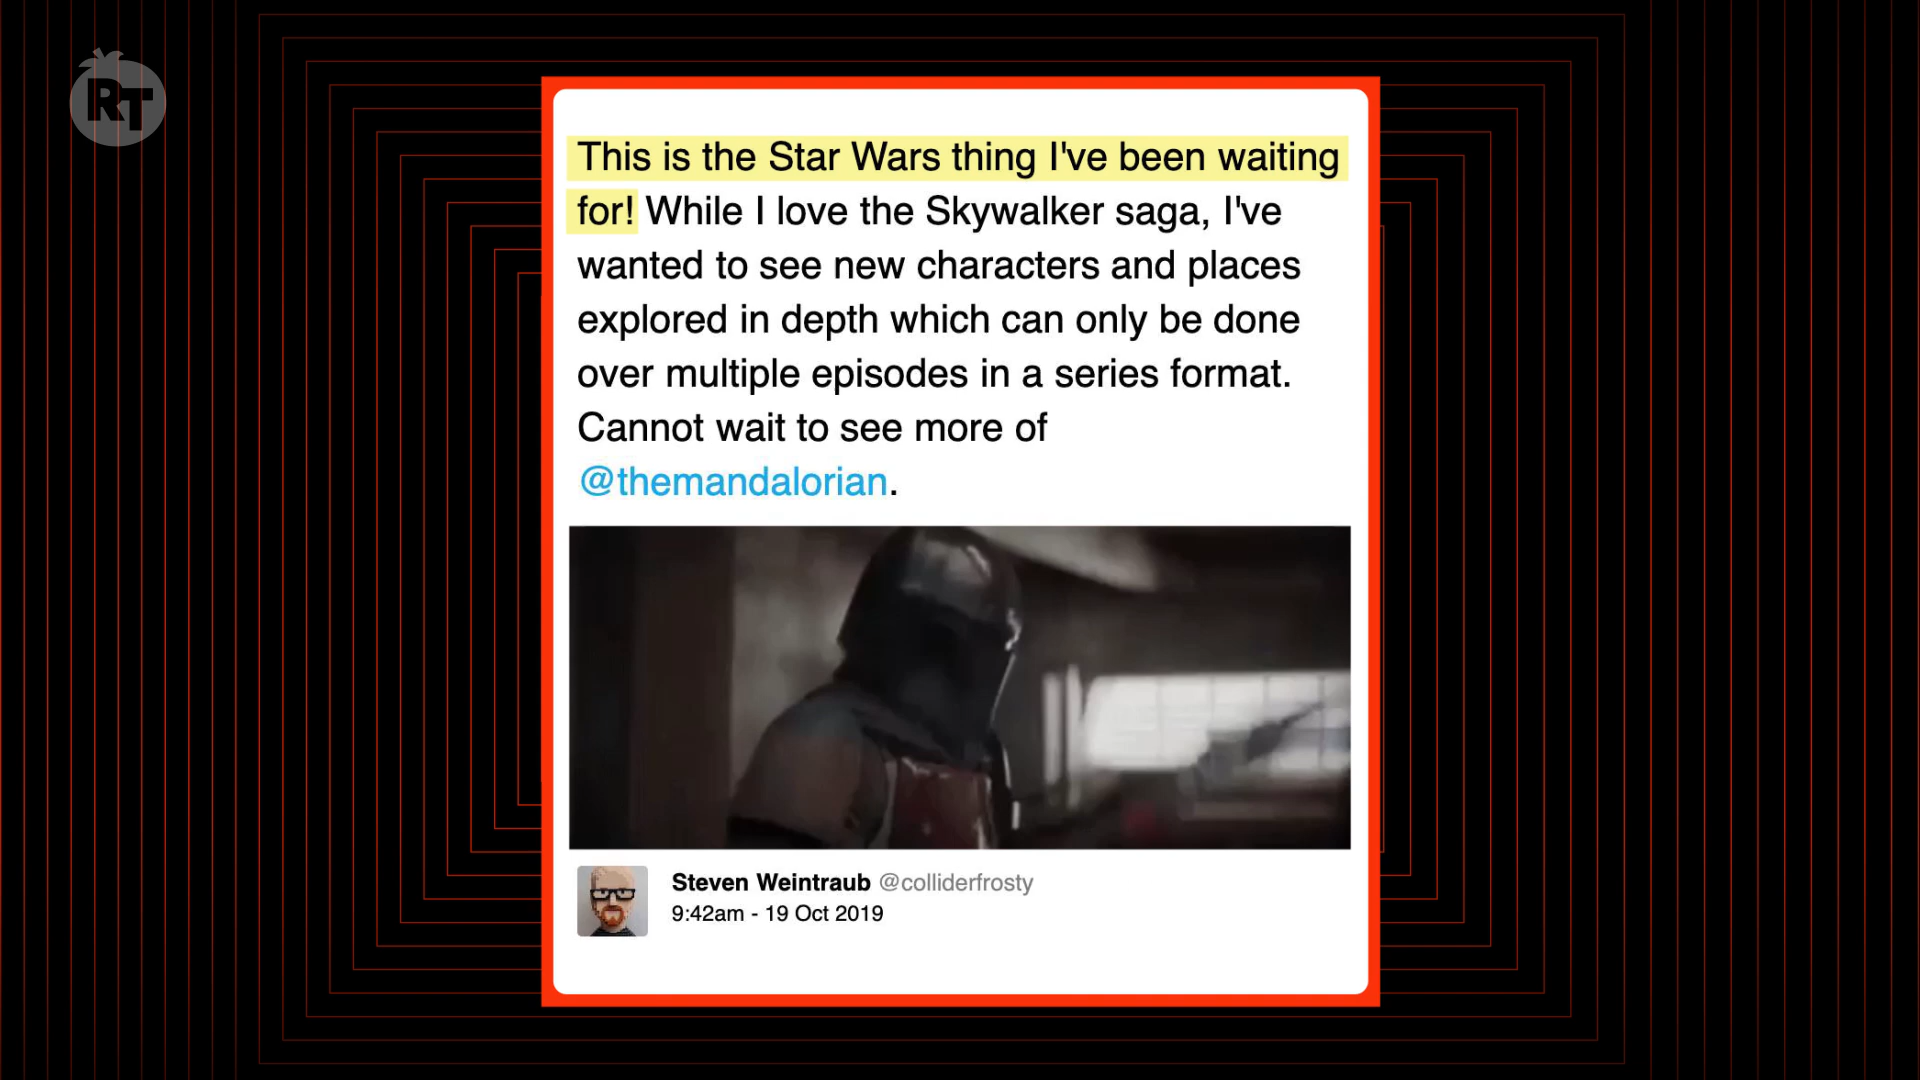 RT
This is the Star Wars thing I've been waiting
for! While I love the Skywalker saga, I've
wanted to see new characters and places
explored in depth which can only be done
over multiple episodes in a series format.
Cannot wait to see more of
@themandalorian.
Steven Weintraub @colliderfrosty
9:42am - 19 Oct 2019